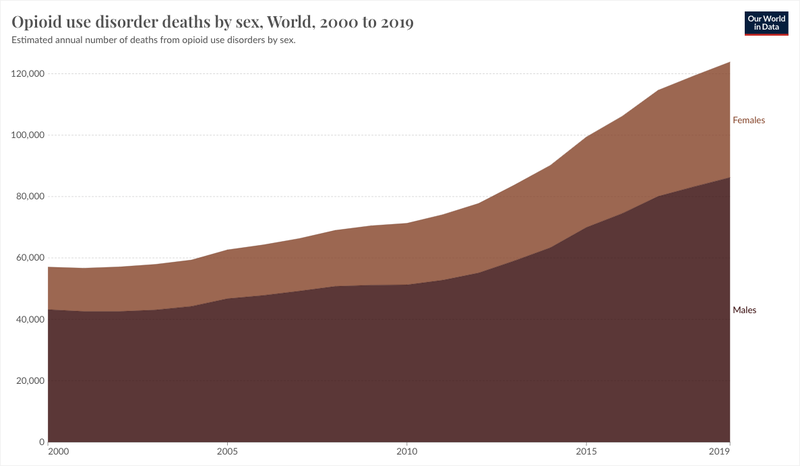 Opioid use disorder deaths by sex, World, 2000 to 2019
Estimated annual number of deaths from opioid use disorders by sex.
Our World
in Data
120,000
100,000
80,000
60,000
40,000
20,000
0
Females
Males
2000
2005
2010
2015
2019